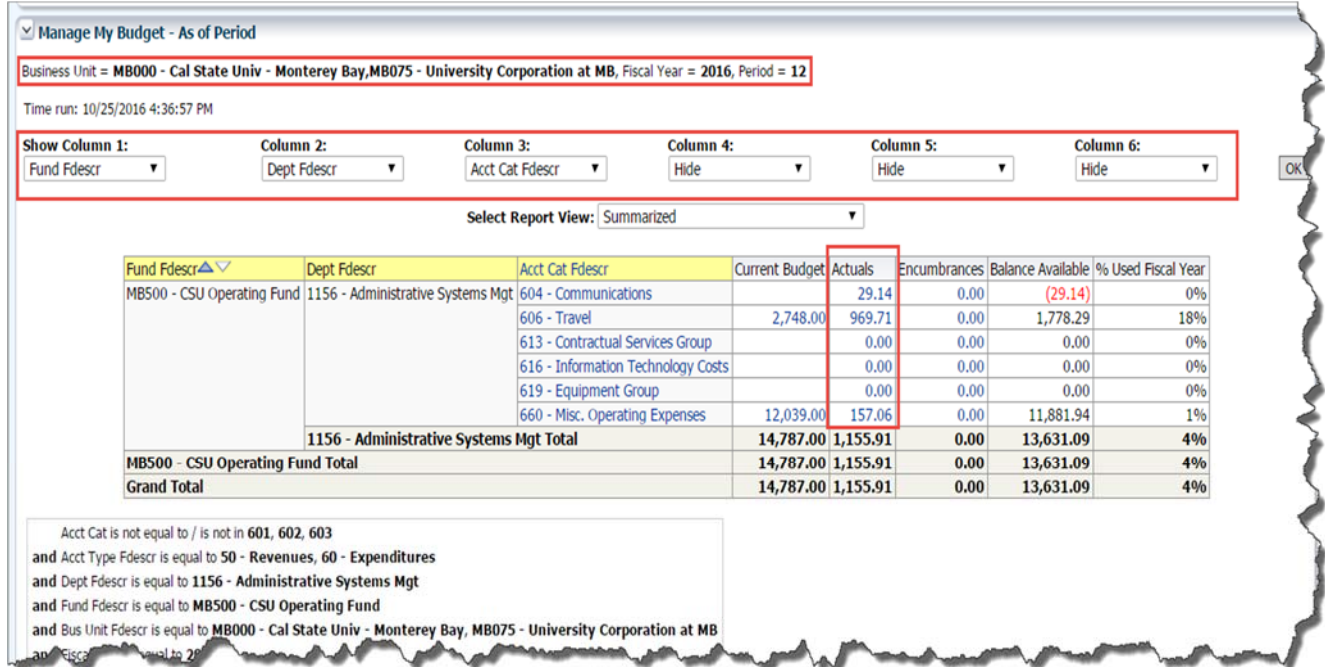 Manage My Budget - As of Period
Business Unit = MB000 - Cal State Univ - Monterey Bay,MB075 - University Corporation at MB, Fiscal Year = 2016, Period = 12
Time run: 10/25/2016 4:36:57 PM
Show Column 1: Column 2: Column 3: Column 4: Column 5: Column 6:
Fund Fdescr Dept Fdescr Acct Cat Fdescr Hide Hide Hide OK
Select Report View: Summarized
Fund Fdescr Dept Fdescr Acct Cat Fdescr Current Budget Actuals Encumbrances Balance Available % Used Fiscal Year
MB500 - CSU Operating Fund 1156 - Administrative Systems Mgt 604 - Communications 29.14 0.00 (29.14) 0%
606 - Travel 2,748.00 969.71 0.00 1,778.29 18%
613 - Contractual Services Group 0.00 0.00 0.00 0%
616 - Information Technology Costs 0.00 0.00 0.00 0%
619 - Equipment Group 0.00 0.00 0.00 0%
660 - Misc. Operating Expenses 12,039.00 157.06 0.00 11,881.94 1%
1156 - Administrative Systems Mgt Total 14,787.00 1,155.91 0.00 13,631.09 4%
MB500 - CSU Operating Fund Total 14,787.00 1,155.91 0.00 13,631.09 4%
Grand Total 14,787.00 1,155.91 0.00 13,631.09 4%
Acct Cat is not equal to / is not in 601, 602, 603
and Acct Type Fdescr is equal to 50 - Revenues, 60 - Expenditures
and Dept Fdescr is equal to 1156 - Administrative Systems Mgt
and Fund Fdescr is equal to MB500 - CSU Operating Fund
and Bus Unit Fdescr is equal to MB000 - Cal State Univ - Monterey Bay, MB075 - University Corporation at MB